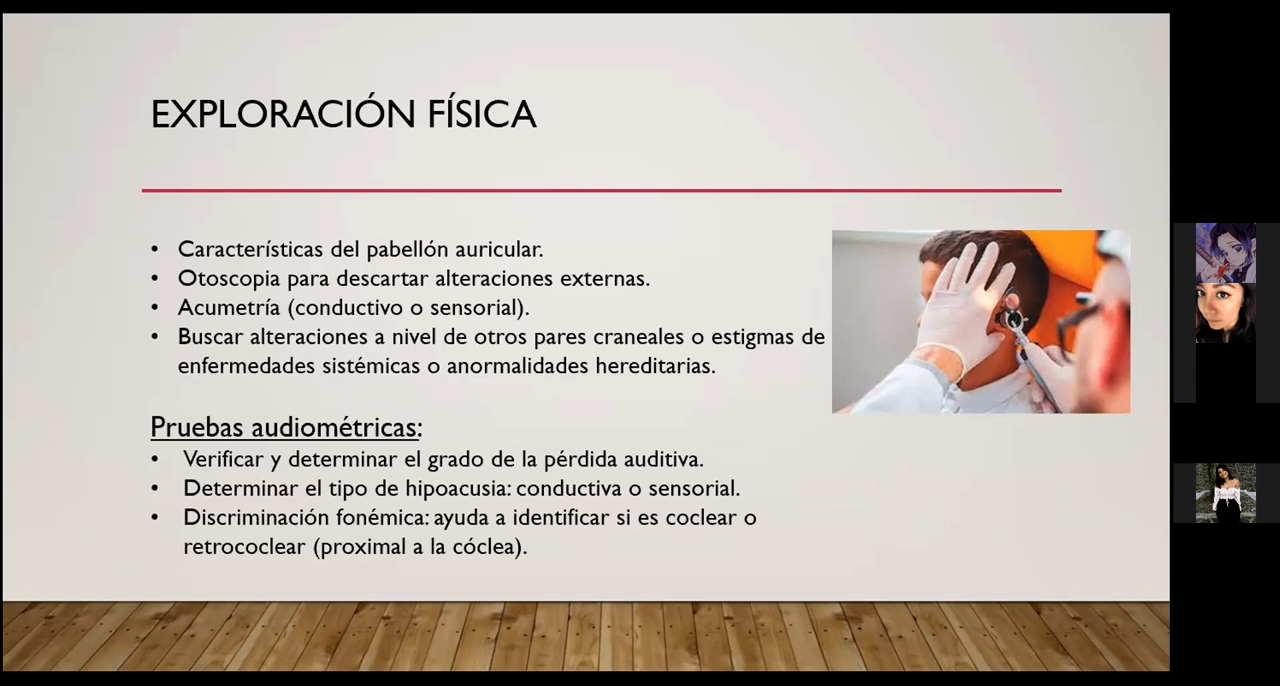 EXPLORACIÓN FÍSICA
• Características del pabellón auricular.
• Otoscopia para descartar alteraciones externas.
• Acumetría (conductivo o sensorial).
• Buscar alteraciones a nivel de otros pares craneales o estigmas de
enfermedades sistémicas o anormalidades hereditarias.
Pruebas audiométricas:
• Verificar y determinar el grado de la pérdida auditiva.
• Determinar el tipo de hipoacusia: conductiva o sensorial.
• Discriminación fonémica: ayuda a identificar si es coclear o
retrococlear (proximal a la cóclea).